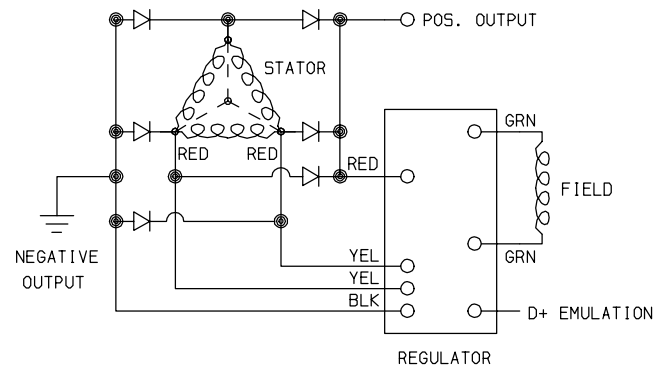 POS. OUTPUT
STATOR
GRN
RED RED
RED
FIELD
NEGATIVE
OUTPUT
YEL
GRN
YEL
BLK
D+ EMULATION
REGULATOR